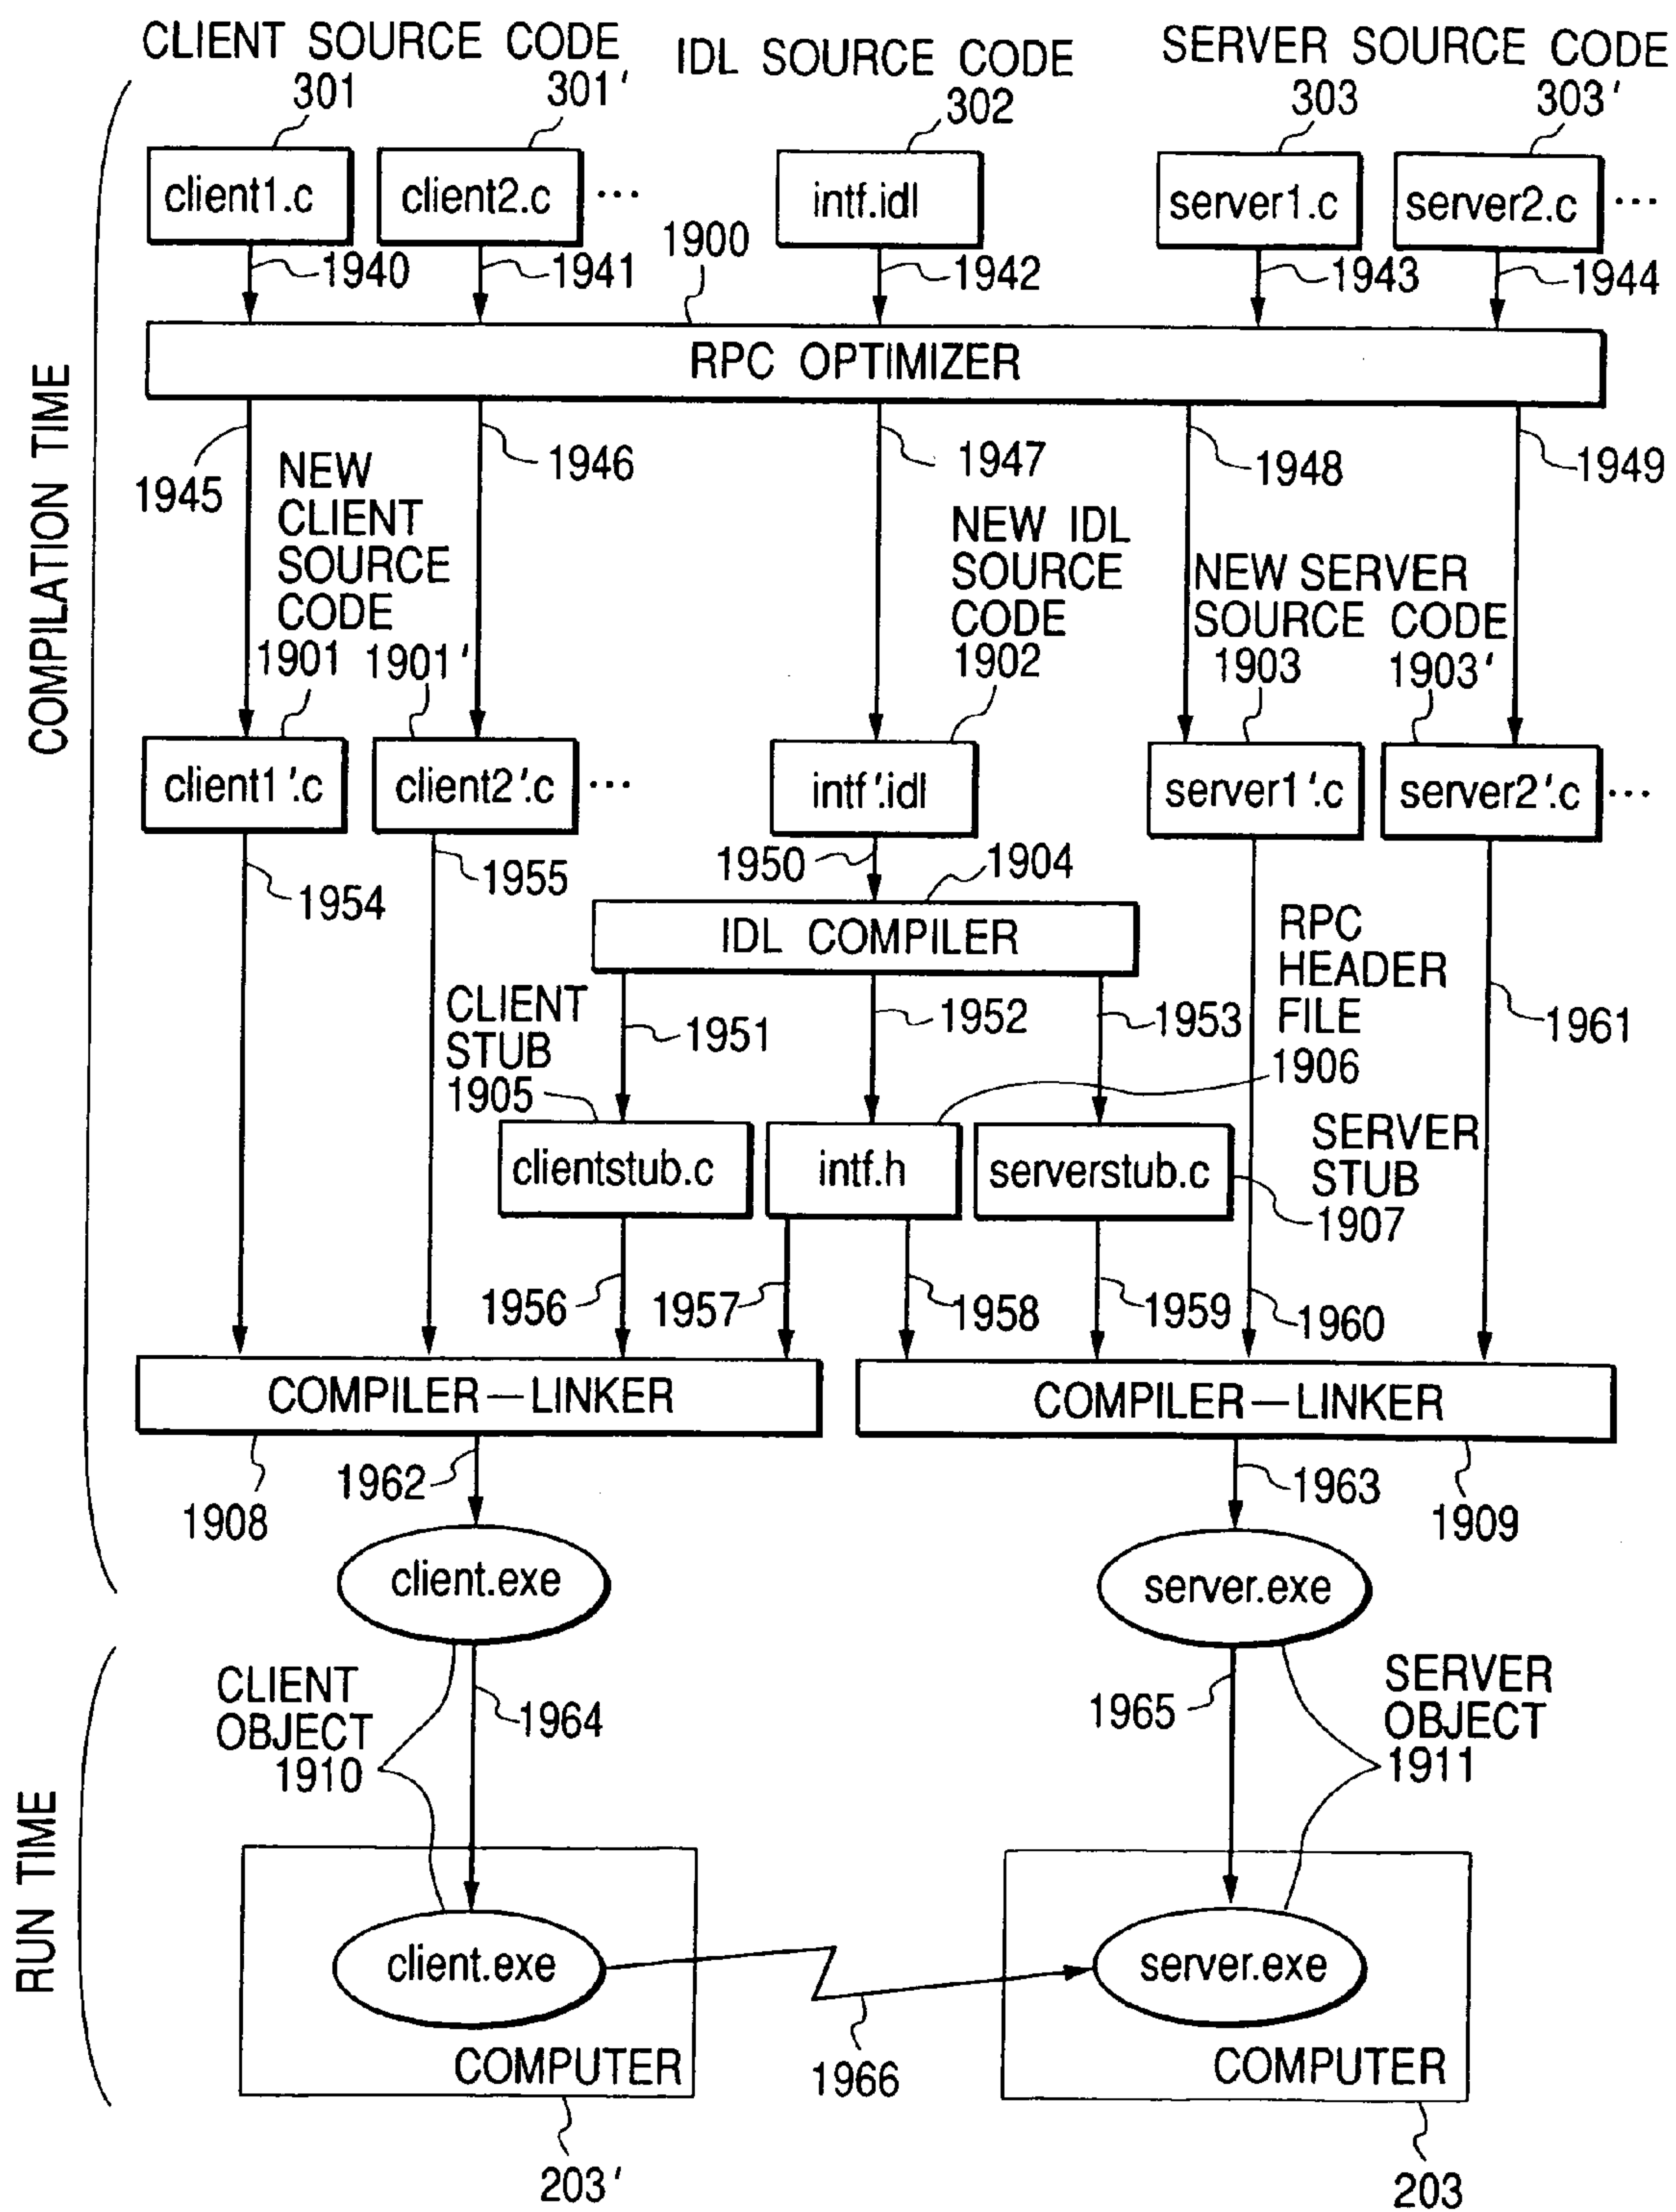 CLIENT SOURCE CODE
IDL SOURCE CODE
SERVER SOURCE CODE
301
301'
302
303
303'
client1.c
client2.c
...
intf.idl
server1.c
server2.c
...
1940
1941
1900
1942
1943
1944
RPC OPTIMIZER
COMPILATION TIME
1945
1946
1947
1948
1949
NEW
CLIENT
SOURCE
CODE
1901
1901'
NEW IDL
SOURCE
CODE
1902
NEW SERVER
SOURCE CODE
1903
1903'
client1'.c
client2'.c
...
intf'.idl
server1'.c
server2'.c
...
1950
1904
1954
1955
IDL COMPILER
RPC
HEADER
FILE
1906
CLIENT
STUB
1905
1951
1952
1953
1961
clientstub.c
intf.h
serverstub.c
SERVER
STUB
1907
1956
1957
1958
1959
1960
COMPILER—LINKER
COMPILER—LINKER
1908
1962
1963
1909
client.exe
server.exe
RUN TIME
CLIENT
OBJECT
1910
1964
1965
SERVER
OBJECT
1911
client.exe
server.exe
COMPUTER
1966
COMPUTER
203'
203